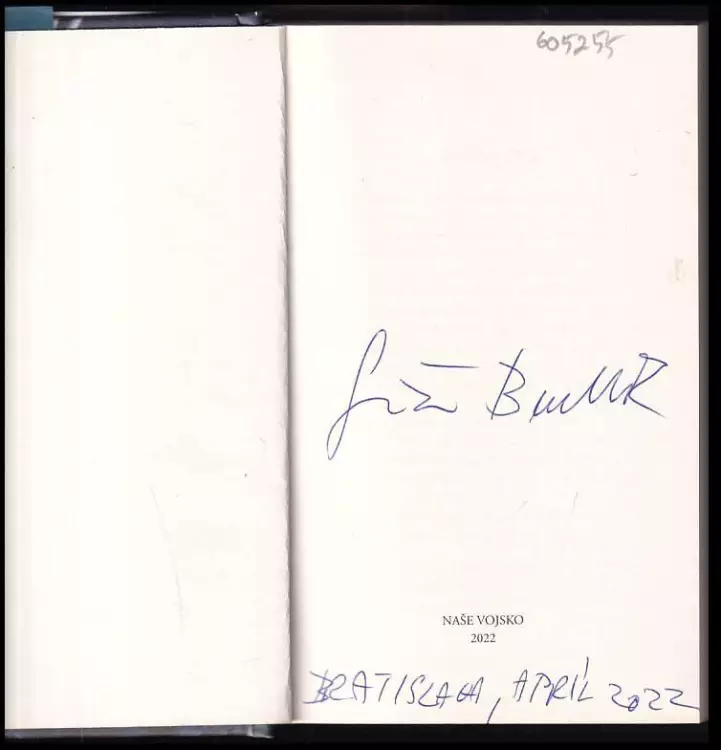 605255
NAŠE VOJSKO
2022
BRATISLAVA, APRÍL 2022